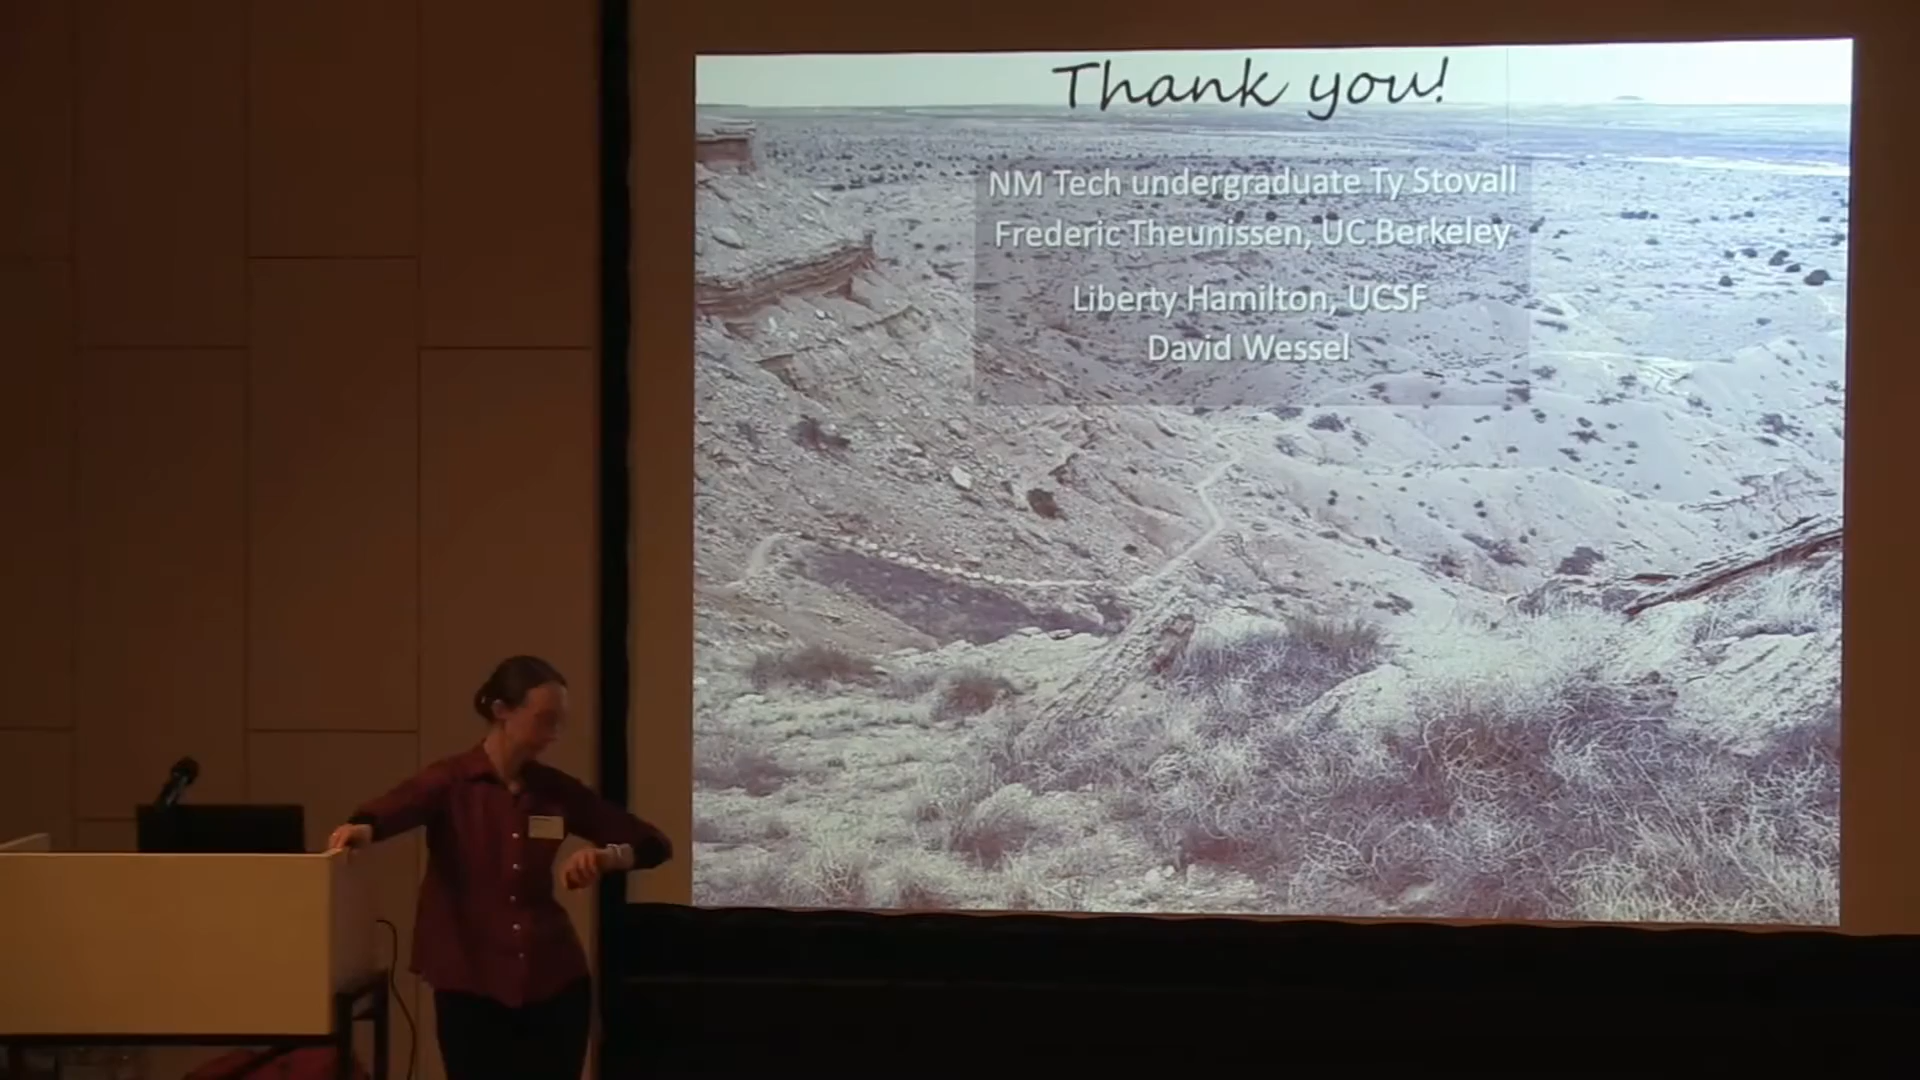 Thank you!
NM Tech undergraduate Ty Stovall
Frederic Theunissen, UC Berkeley
Liberty Hamilton, UCSF
David Wessel